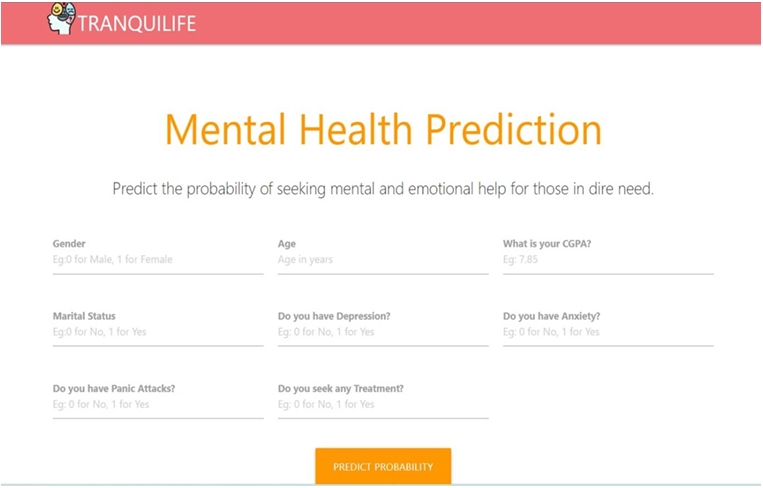 TRANQUILIFE
Mental Health Prediction
Predict the probability of seeking mental and emotional help for those in dire need.
Gender
Eg:0 for Male, 1 for Female
Age
Age in years
What is your CGPA?
Eg: 7.85
Marital Status
Eg:0 for No, 1 for Yes
Do you have Depression?
Eg: 0 for No, 1 for Yes
Do you have Anxiety?
Eg: 0 for No, 1 for Yes
Do you have Panic Attacks?
Eg: 0 for No, 1 for Yes
Do you seek any Treatment?
Eg: 0 for No, 1 for Yes
PREDICT PROBABILITY